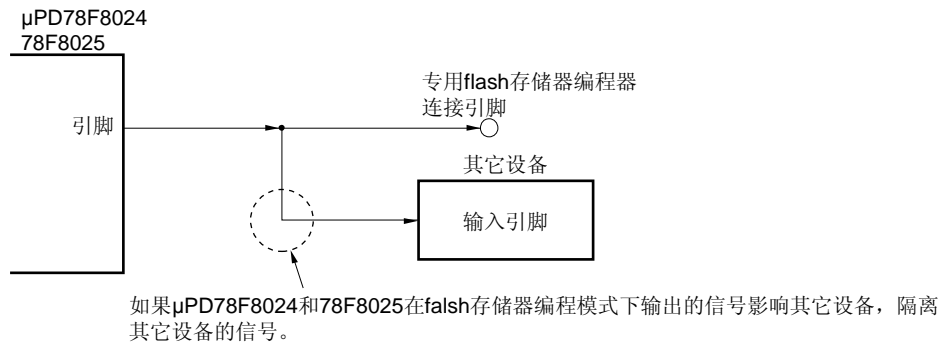 μPD78F8024
78F8025
引脚
专用flash存储器编程器
连接引脚
其它设备
输入引脚
如果μPD78F8024和78F8025在falsh存储器编程模式下输出的信号影响其它设备，隔离
其它设备的信号。